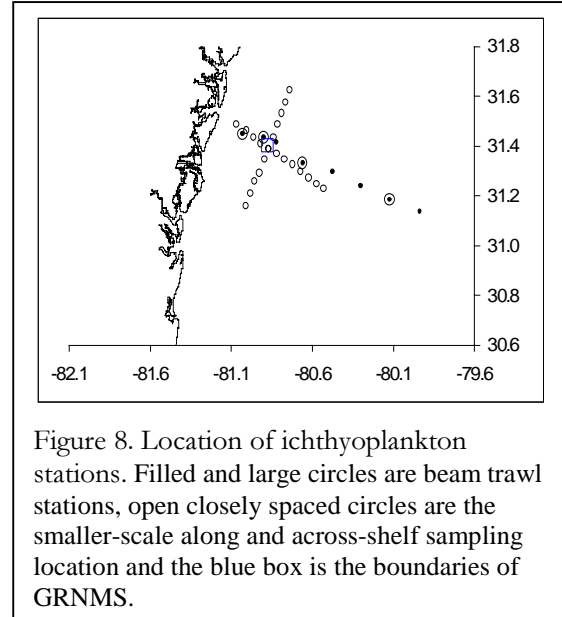 31.8
31.6
31.4
31.2
31.0
30.8
30.6
-82.1 -81.6 -81.1 -80.6 -80.1 -79.6
Figure 8. Location of ichthyoplankton
stations. Filled and large circles are beam trawl
stations, open closely spaced circles are the
smaller-scale along and across-shelf sampling
location and the blue box is the boundaries of
GRNMS.